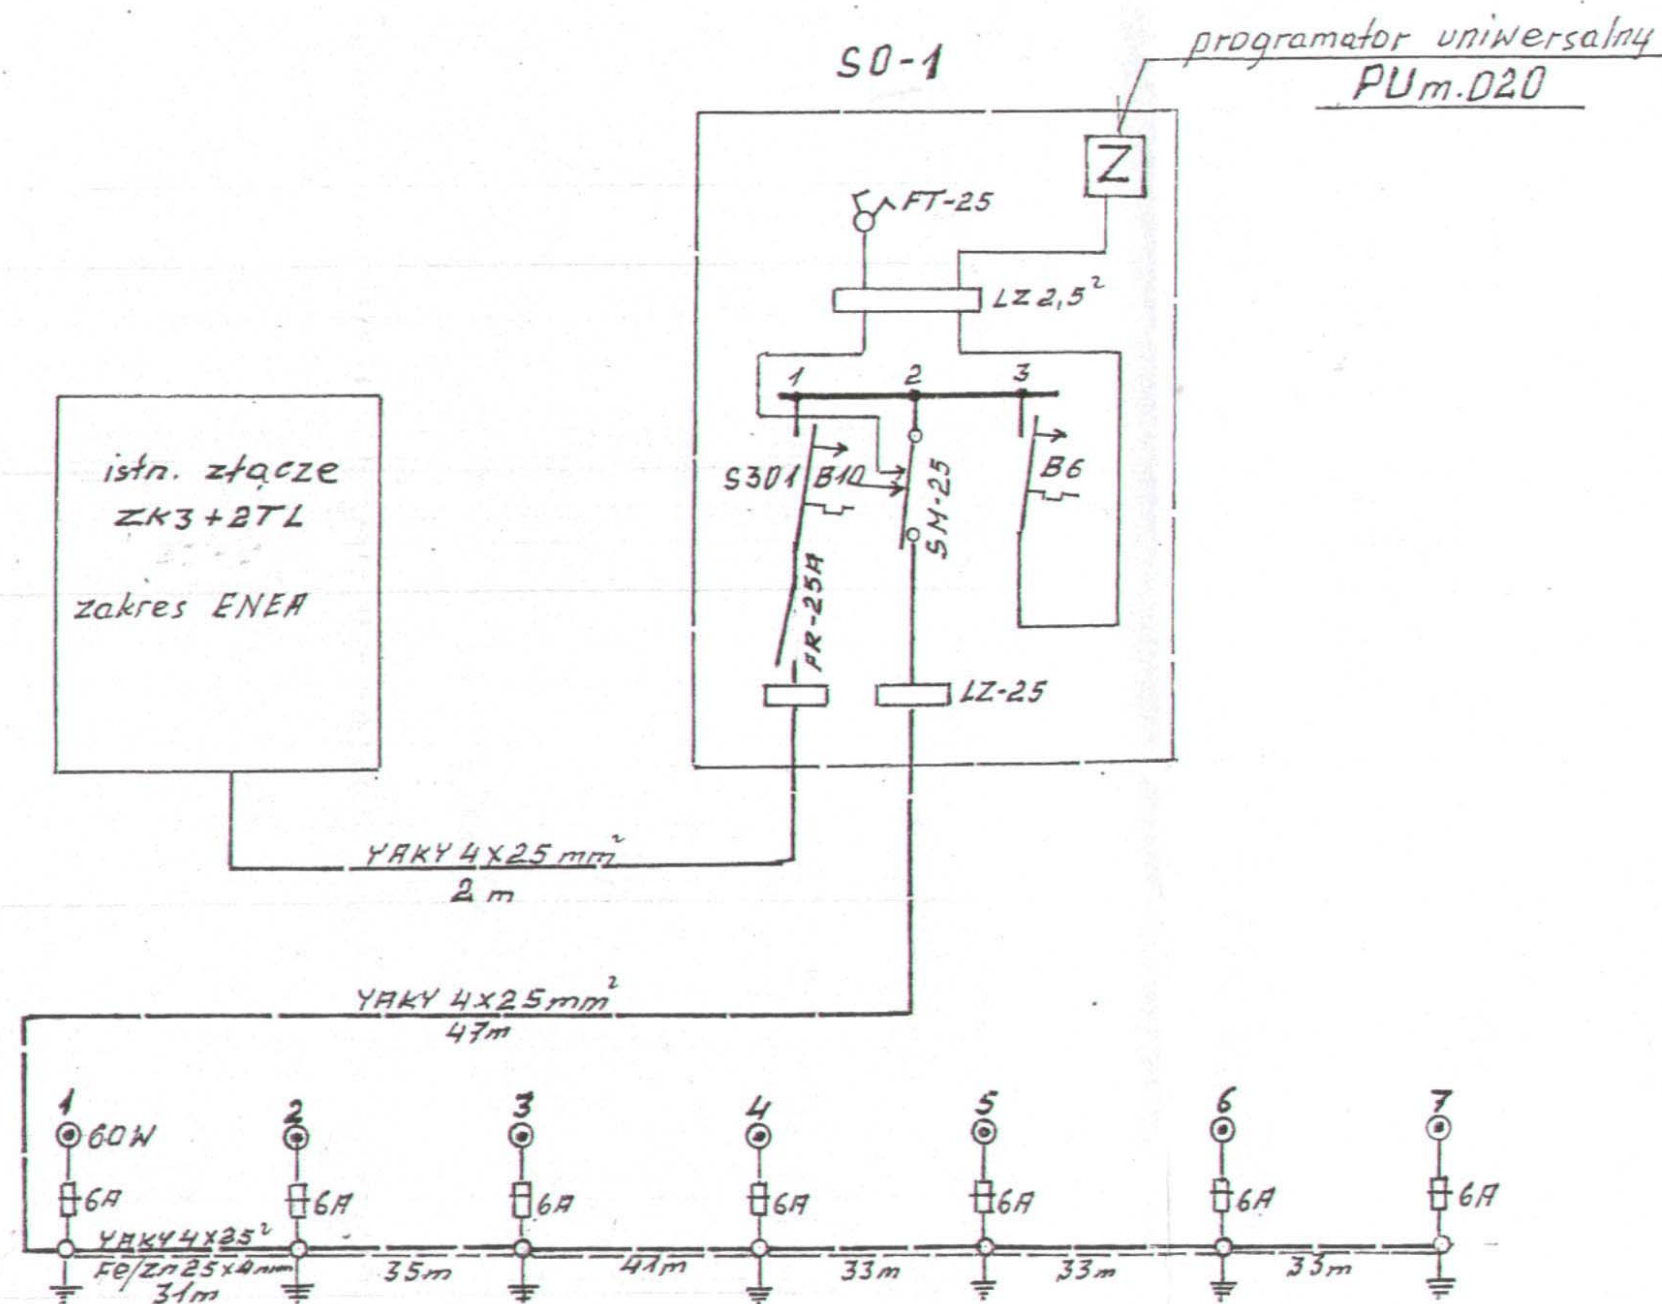 SO-1
programator uniwersalny
PUm.020
Z
FT-25
LZ 2,5²
1 2 3
istn. złącze
ZK3+2TL
zakres ENEA
S301 B10
SM-25
B6
PR-25A
LZ-25
YAKY 4x25 mm²
2 m
YAKY 4x25mm²
47m
1 2 3 4 5 6 7
60W
6A 6A 6A 6A 6A 6A 6A
YAKY 4x25²
Fe/Zn 25x4mm
31m 35m 41m 33m 33m 33m